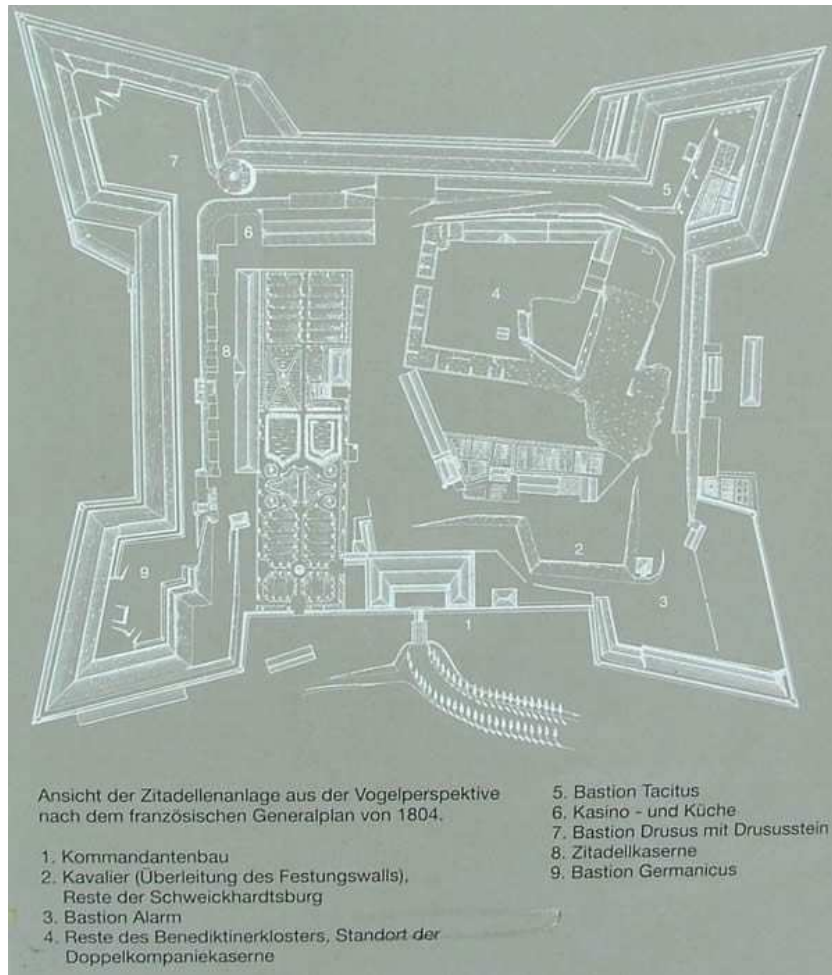 7
5
6
4
8
2
9
3
1
Ansicht der Zitadellenanlage aus der Vogelperspektive
nach dem französischen Generalplan von 1804.
1. Kommandantenbau
2. Kavalier (Überleitung des Festungswalls),
Reste der Schweickhardtsburg
3. Bastion Alarm
4. Reste des Benediktinerklosters, Standort der
Doppelkompaniekaserne
5. Bastion Tacitus
6. Kasino - und Küche
7. Bastion Drusus mit Drususstein
8. Zitadellkaserne
9. Bastion Germanicus